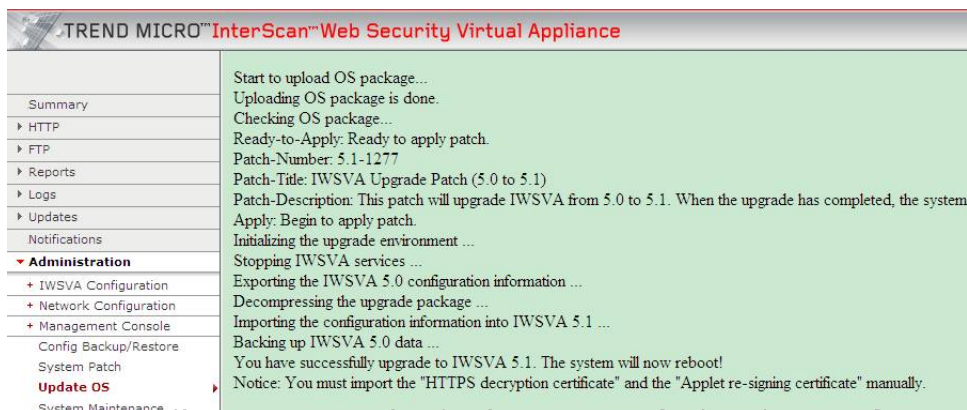 TREND MICRO™ InterScan™ Web Security Virtual Appliance
Summary
HTTP
FTP
Reports
Logs
Updates
Notifications
Administration
+ IWSVA Configuration
+ Network Configuration
+ Management Console
Config Backup/Restore
System Patch
Update OS
System Maintenance
Start to upload OS package...
Uploading OS package is done.
Checking OS package...
Ready-to-Apply: Ready to apply patch.
Patch-Number: 5.1-1277
Patch-Title: IWSVA Upgrade Patch (5.0 to 5.1)
Patch-Description: This patch will upgrade IWSVA from 5.0 to 5.1. When the upgrade has completed, the system
Apply: Begin to apply patch.
Initializing the upgrade environment ...
Stopping IWSVA services ...
Exporting the IWSVA 5.0 configuration information ...
Decompressing the upgrade package ...
Importing the configuration information into IWSVA 5.1 ...
Backing up IWSVA 5.0 data ...
You have successfully upgrade to IWSVA 5.1. The system will now reboot!
Notice: You must import the "HTTPS decryption certificate" and the "Applet re-signing certificate" manually.